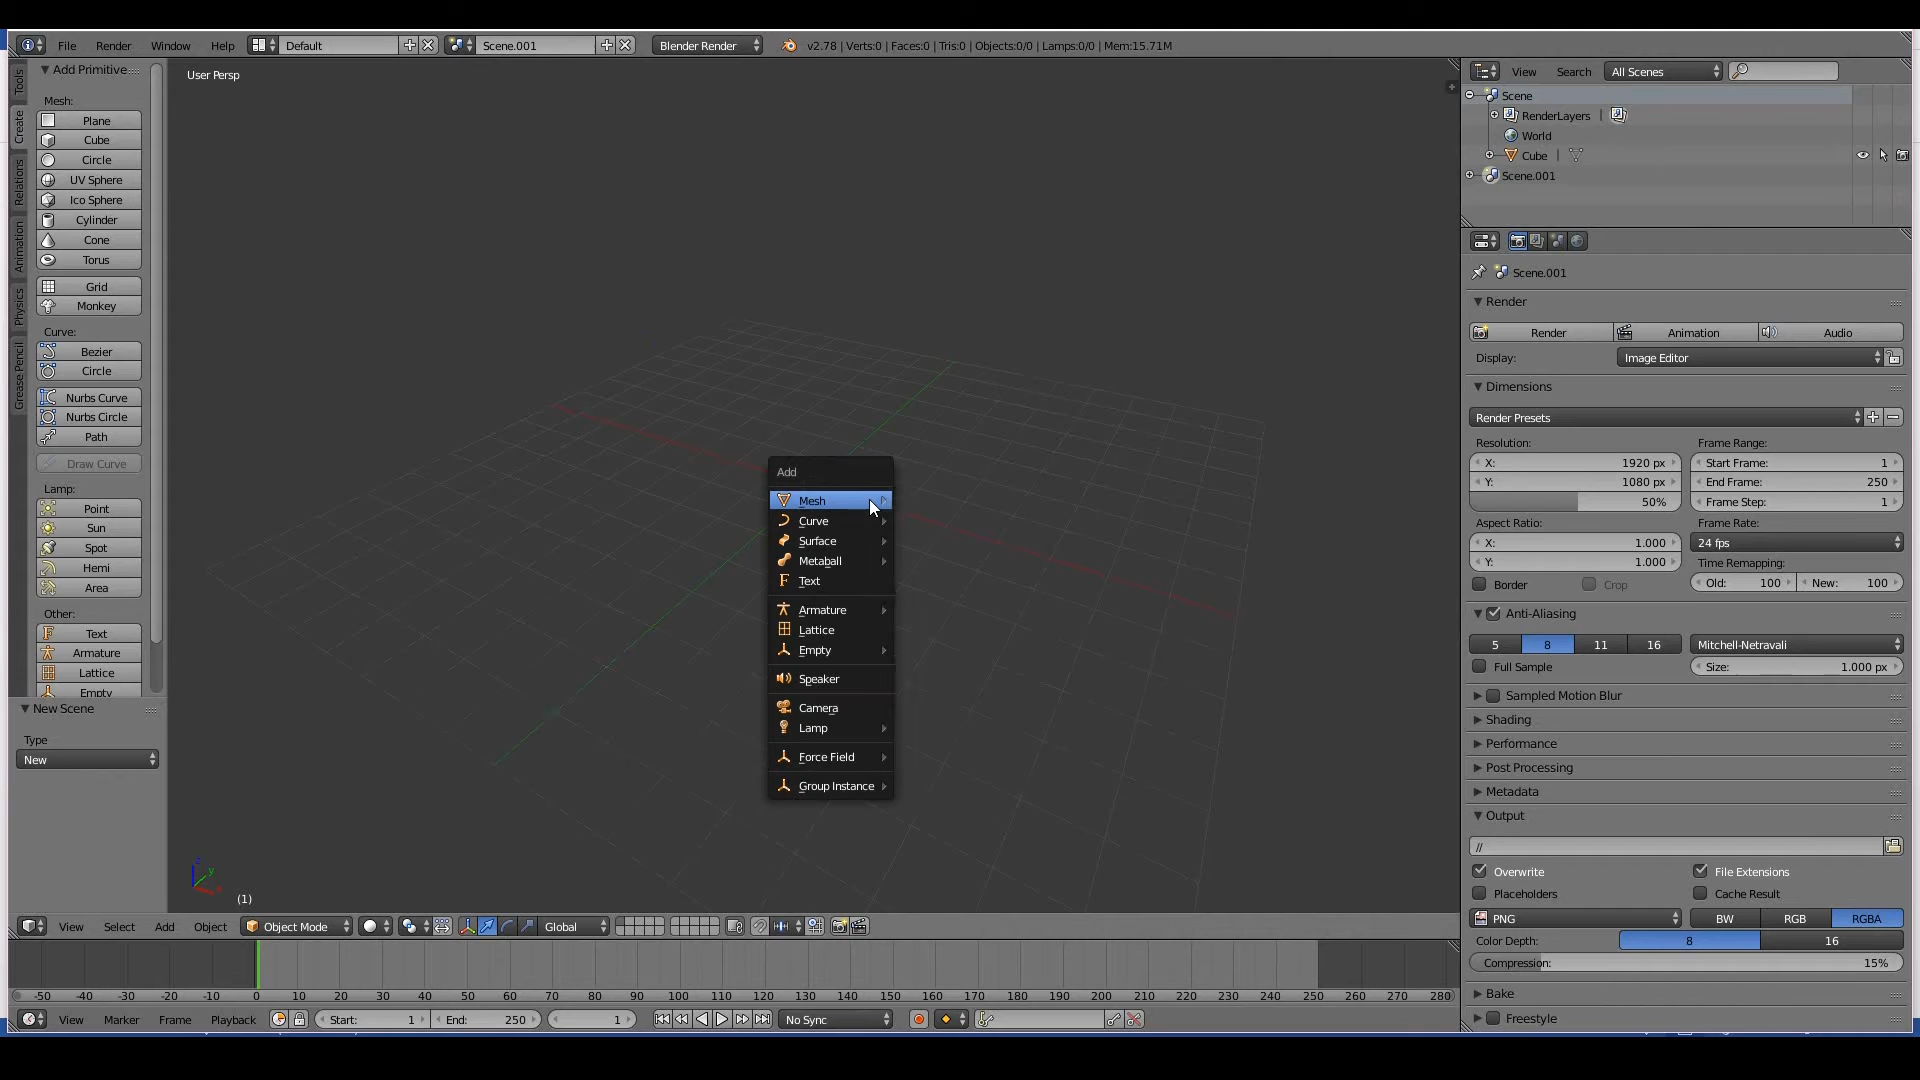 File Render Window Help Default Scene.001 Blender Render v2.78 | Verts:0 | Faces:0 | Tris:0 | Objects:0/0 | Lamps:0/0 | Mem:15.71M
Tools
Create
Relations
Animation
Physics
Grease Pencil
Add Primitive
Mesh:
Plane
Cube
Circle
UV Sphere
Ico Sphere
Cylinder
Cone
Torus
Grid
Monkey
Curve:
Bezier
Circle
Nurbs Curve
Nurbs Circle
Path
Draw Curve
Lamp:
Point
Sun
Spot
Hemi
Area
Other:
Text
Armature
Lattice
Empty
New Scene
Type
New
User Persp
Add
Mesh
Curve
Surface
Metaball
Text
Armature
Lattice
Empty
Speaker
Camera
Lamp
Force Field
Group Instance
z
y
x
(1)
View Select Add Object Object Mode Global
-50 -40 -30 -20 -10 0 10 20 30 40 50 60 70 80 90 100 110 120 130 140 150 160 170 180 190 200 210 220 230 240 250 260 270 280
View Marker Frame Playback Start: 1 End: 250 1 No Sync
View Search All Scenes
Scene
RenderLayers |
World
Cube |
Scene.001
Scene.001
Render
Render Animation Audio
Display: Image Editor
Dimensions
Render Presets
Resolution: Frame Range:
X: 1920 px Start Frame: 1
Y: 1080 px End Frame: 250
50% Frame Step: 1
Aspect Ratio: Frame Rate:
X: 1.000 24 fps
Y: 1.000 Time Remapping:
Border Crop Old: 100 New: 100
Anti-Aliasing
5 8 11 16 Mitchell-Netravali
Full Sample Size: 1.000 px
Sampled Motion Blur
Shading
Performance
Post Processing
Metadata
Output
//
Overwrite File Extensions
Placeholders Cache Result
PNG BW RGB RGBA
Color Depth: 8 16
Compression: 15%
Bake
Freestyle